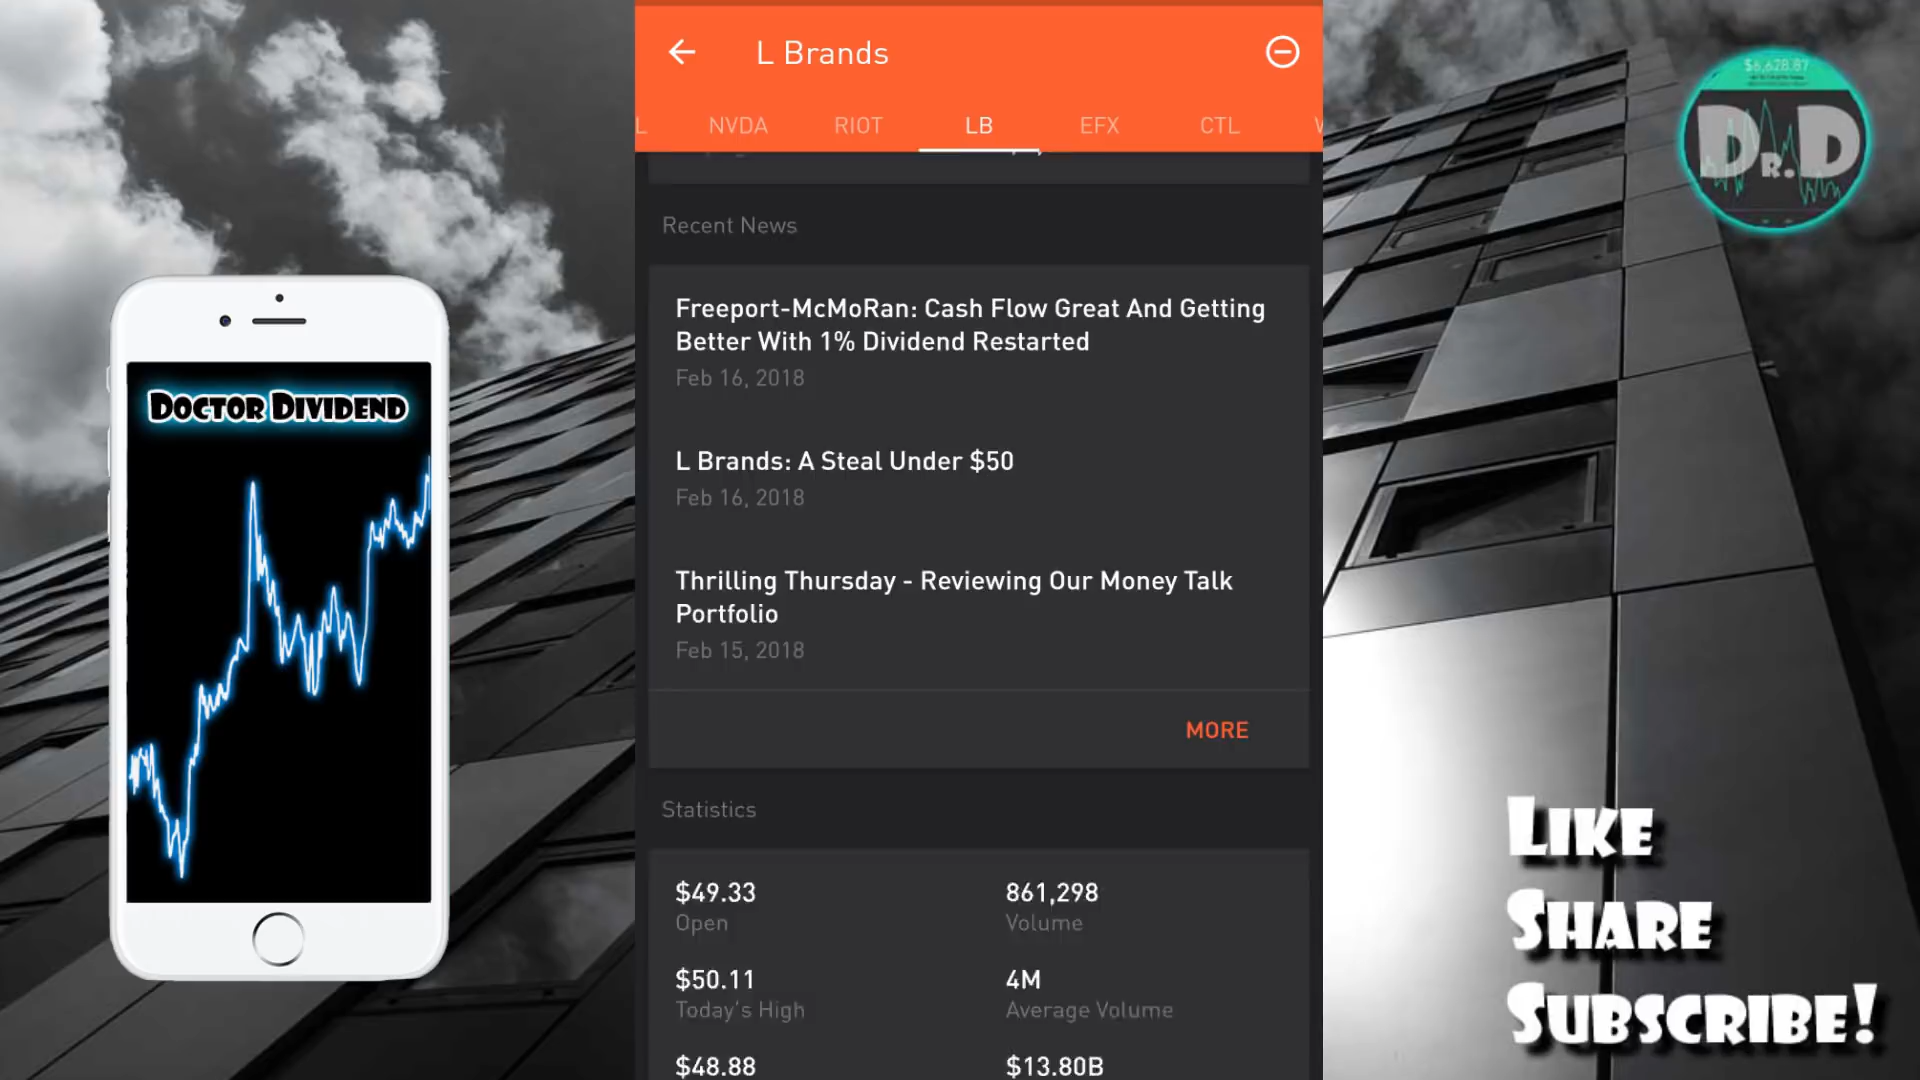 L Brands
L NVDA RIOT LB EFX CTL
Recent News
Freeport-McMoRan: Cash Flow Great And Getting
Better With 1% Dividend Restarted
Feb 16, 2018
L Brands: A Steal Under $50
Feb 16, 2018
Thrilling Thursday - Reviewing Our Money Talk
Portfolio
Feb 15, 2018
MORE
Statistics
$49.33 861,298
Open Volume
$50.11 4M
Today's High Average Volume
$48.88 $13.80B
DOCTOR DIVIDEND
$6,628.87
DR.D
LIKE
SHARE
SUBSCRIBE!